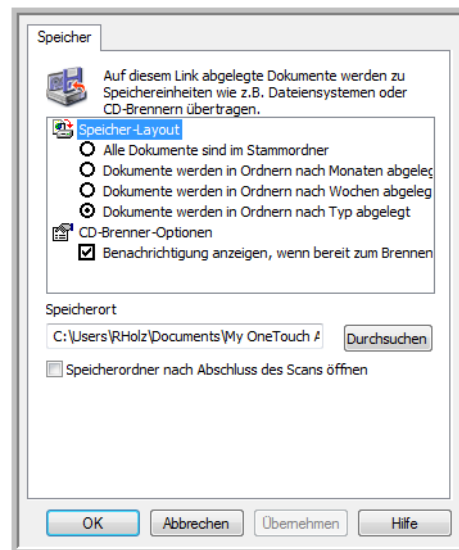 Speicher
Auf diesem Link abgelegte Dokumente werden zu
Speichereinheiten wie z.B. Dateiensystemen oder
CD-Brennern übertragen.
Speicher-Layout
Alle Dokumente sind im Stammordner
Dokumente werden in Ordnern nach Monaten abgeleg
Dokumente werden in Ordnern nach Wochen abgeleg
Dokumente werden in Ordnern nach Typ abgelegt
CD-Brenner-Optionen
Benachrichtigung anzeigen, wenn bereit zum Brennen
Speicherort
C:\Users\RHolz\Documents\My OneTouch A
Durchsuchen
Speicherordner nach Abschluss des Scans öffnen
OK Abbrechen Übernehmen Hilfe